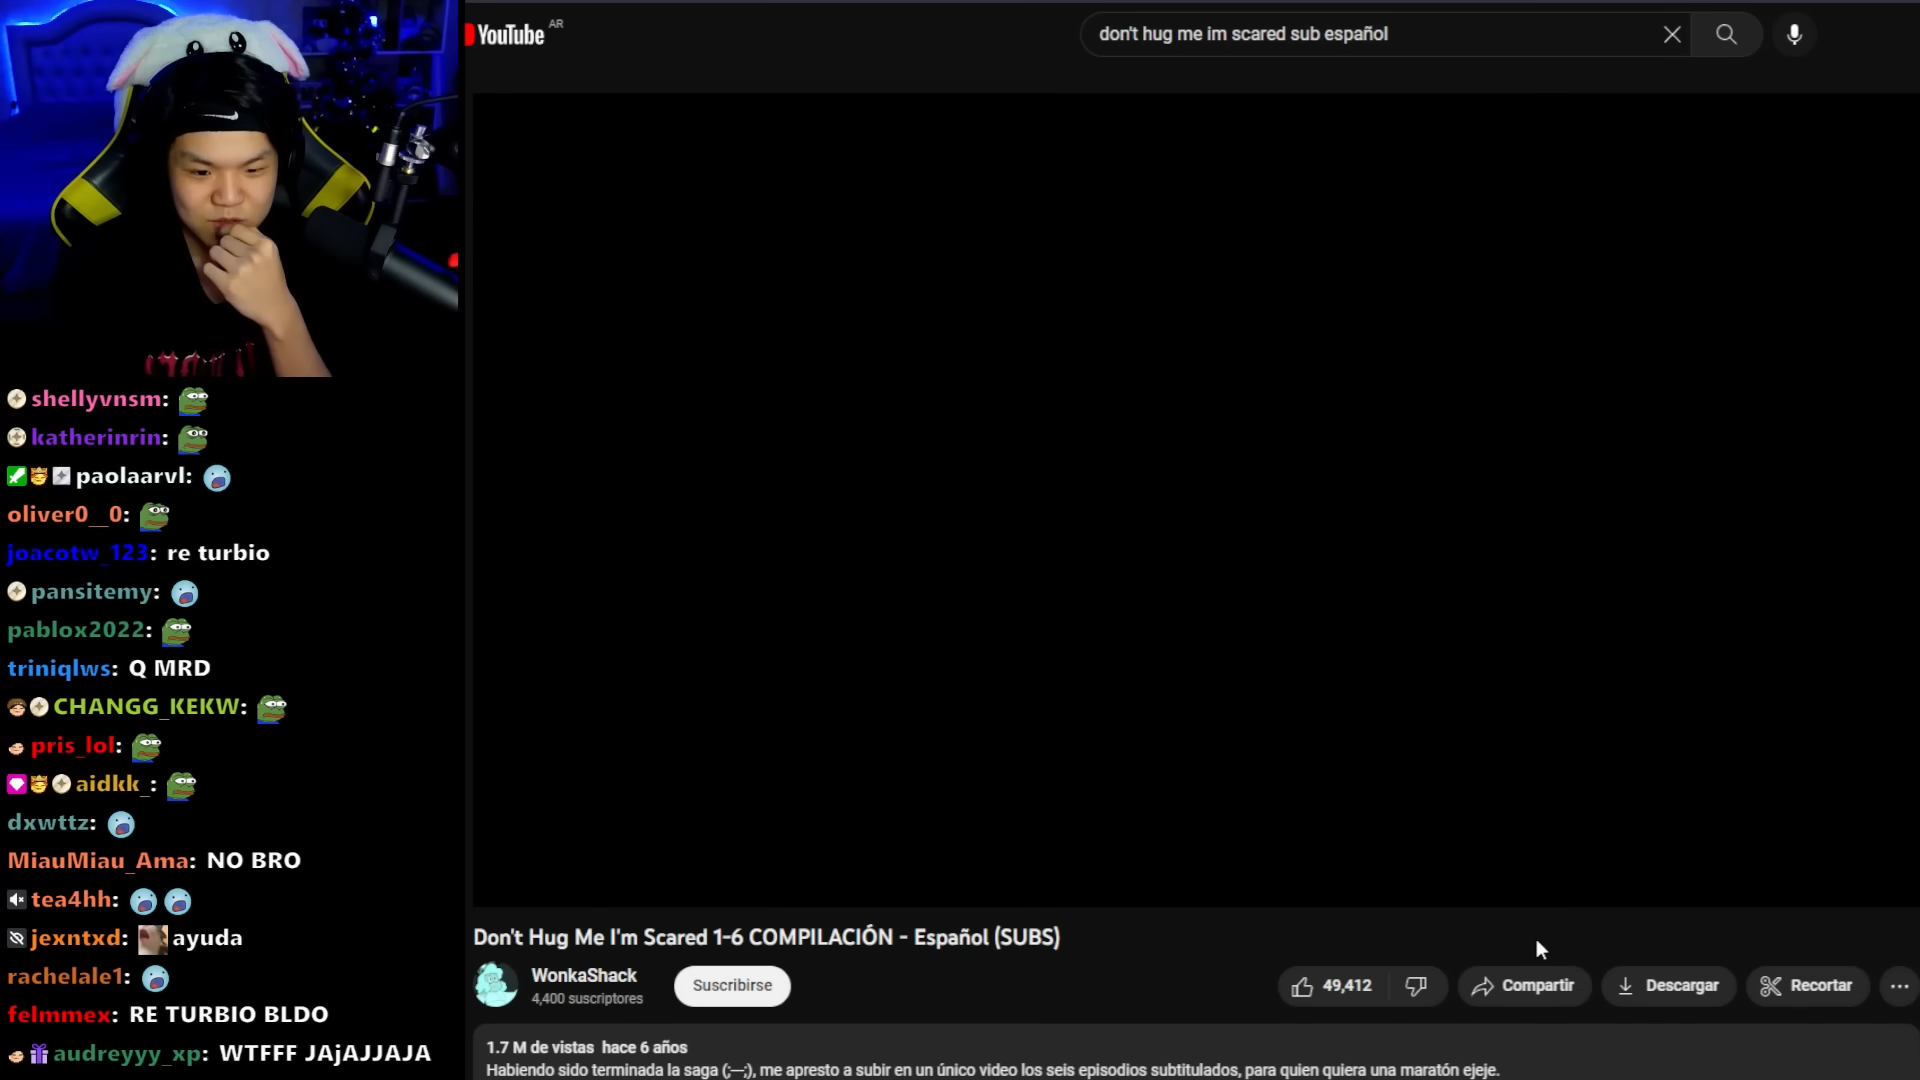 YouTube AR
don't hug me im scared sub español
shellyvnsm:
katherinrin:
paolaarvl:
oliver0__0:
joacotw_123: re turbio
pansitemy:
pablox2022:
triniqlws: Q MRD
CHANGG_KEKW:
pris_lol:
aidkk_:
dxwttz:
MiauMiau_Ama: NO BRO
tea4hh:
jexntxd: ayuda
rachelale1:
felmmex: RE TURBIO BLDO
audreyyy_xp: WTFFF JAjAJJAJA
Don't Hug Me I'm Scared 1-6 COMPILACIÓN - Español (SUBS)
WonkaShack
4,400 suscriptores
Suscribirse
49,412
Compartir
Descargar
Recortar
1.7 M de vistas hace 6 años
Habiendo sido terminada la saga (;—;), me apresto a subir en un único video los seis episodios subtitulados, para quien quiera una maratón ejeje.